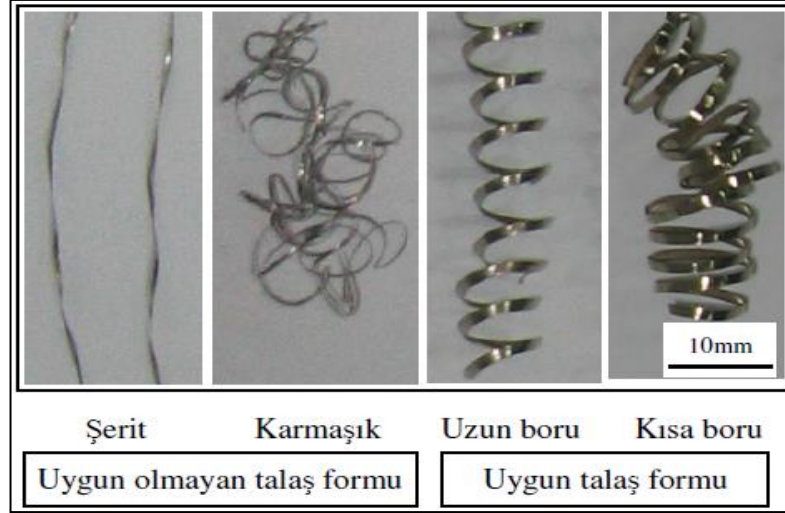 10mm
Şerit Karmaşık Uzun boru Kısa boru
Uygun olmayan talaş formu Uygun talaş formu